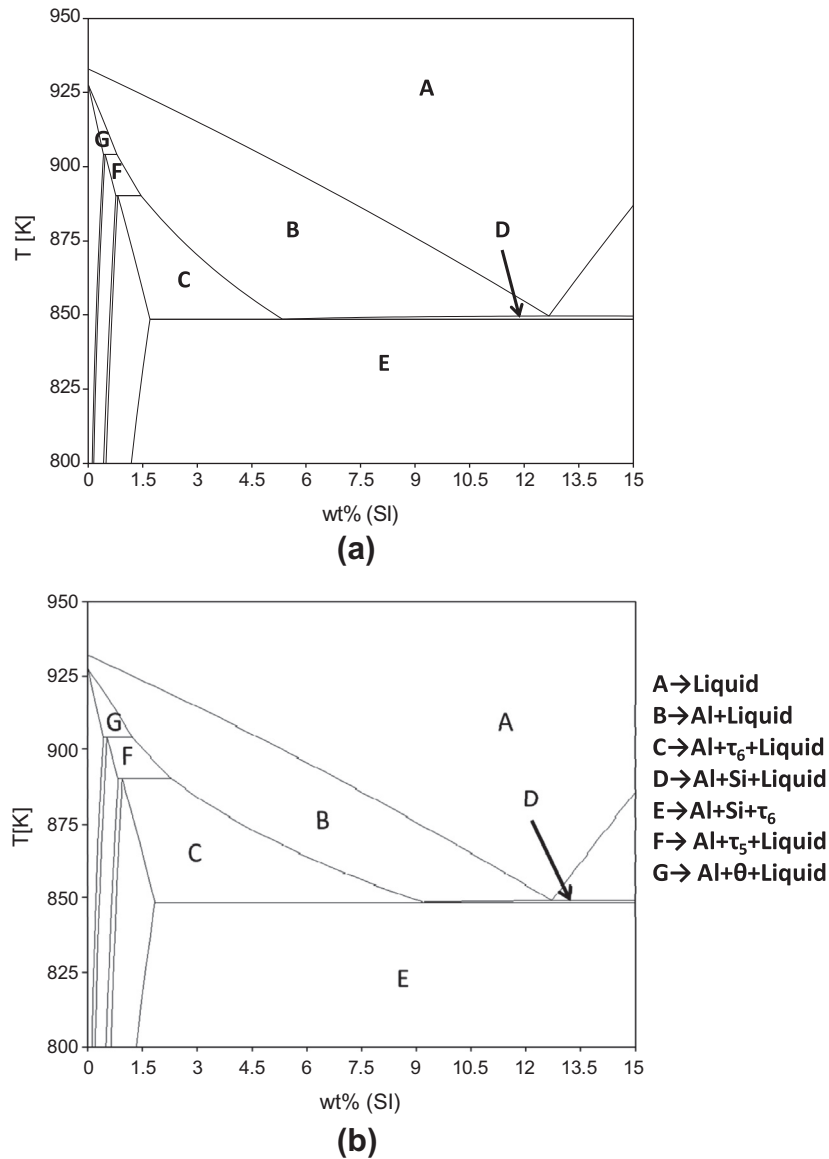 950
925
900
875
850
825
800
T [K]
A
G
F
B
D
C
E
0 1.5 3 4.5 6 7.5 9 10.5 12 13.5 15
wt% (SI)
(a)
950
925
900
875
850
825
800
T[K]
A
G
F
D
B
C
E
0 1.5 3 4.5 6 7.5 9 10.5 12 13.5 15
wt% (SI)
(b)
A→Liquid
B→Al+Liquid
C→Al+τ₆+Liquid
D→Al+Si+Liquid
E→Al+Si+τ₆
F→ Al+τ₅+Liquid
G→ Al+θ+Liquid